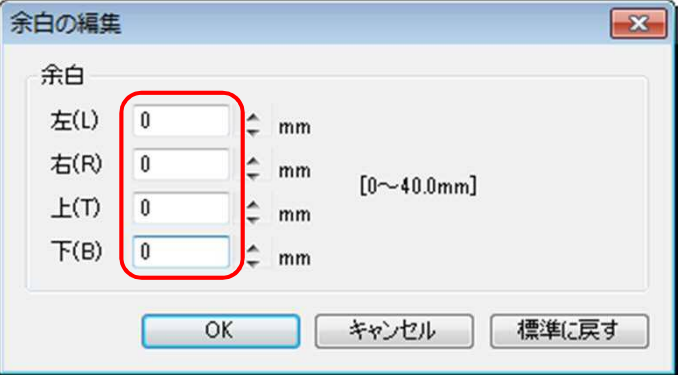 余白の編集
余白
左(L) 0 mm
右(R) 0 mm
[0～40.0mm]
上(T) 0 mm
下(B) 0 mm
OK キャンセル 標準に戻す